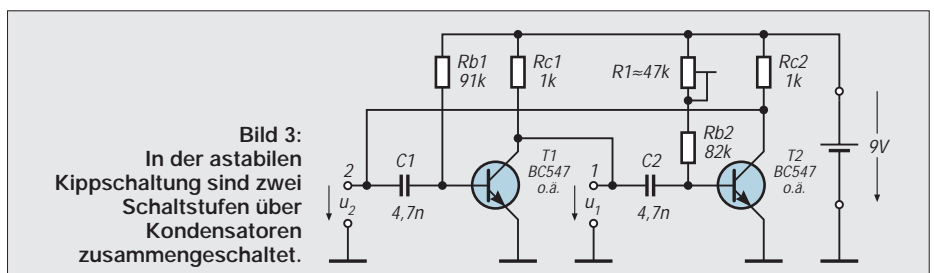 Bild 3:
In der astabilen
Kippschaltung sind zwei
Schaltstufen über
Kondensatoren
zusammengeschaltet.
Rb1
91k
Rc1
1k
R1≈47k
Rc2
1k
Rb2
82k
9V
2
C1
4,7n
u2
T1
BC547
o.ä.
1
C2
4,7n
u1
T2
BC547
o.ä.